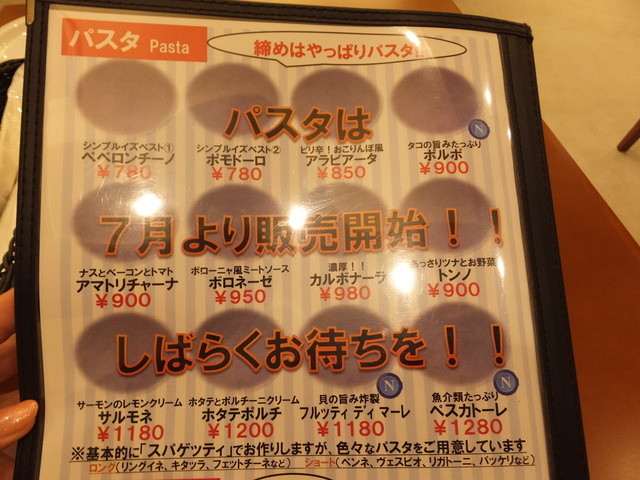 パスタ Pasta
締めはやっぱりパスタ!!
パスタは
シンプルイズベスト① シンプルイズベスト② ピリ辛！おこりんぼ風 タコの旨みたっぷり N
ペペロンチーノ ポモドーロ アラビアータ ポルポ
￥780 ￥780 ￥850 ￥900
７月より販売開始！！
ナスとベーコンとトマト ボローニャ風ミートソース 濃厚！！ あっさりツナとお野菜
アマトリチャーナ ボロネーゼ カルボナーラ トンノ
￥900 ￥950 ￥980 ￥900
しばらくお待ちを！！
サーモンのレモンクリーム ホタテとポルチーニクリーム 貝の旨み炸裂 N 魚介類たっぷり N
サルモネ ホタテポルチ フルッティ ディ マーレ ペスカトーレ
￥1180 ￥1200 ￥1180 ￥1280
※基本的に「スパゲッティ」でお作りしますが、色々なパスタをご用意しています
ロング(リングイネ、キタッラ、フェットチーネなど) ショート(ペンネ、ヴェスピオ、リガトーニ、パッケリなど)